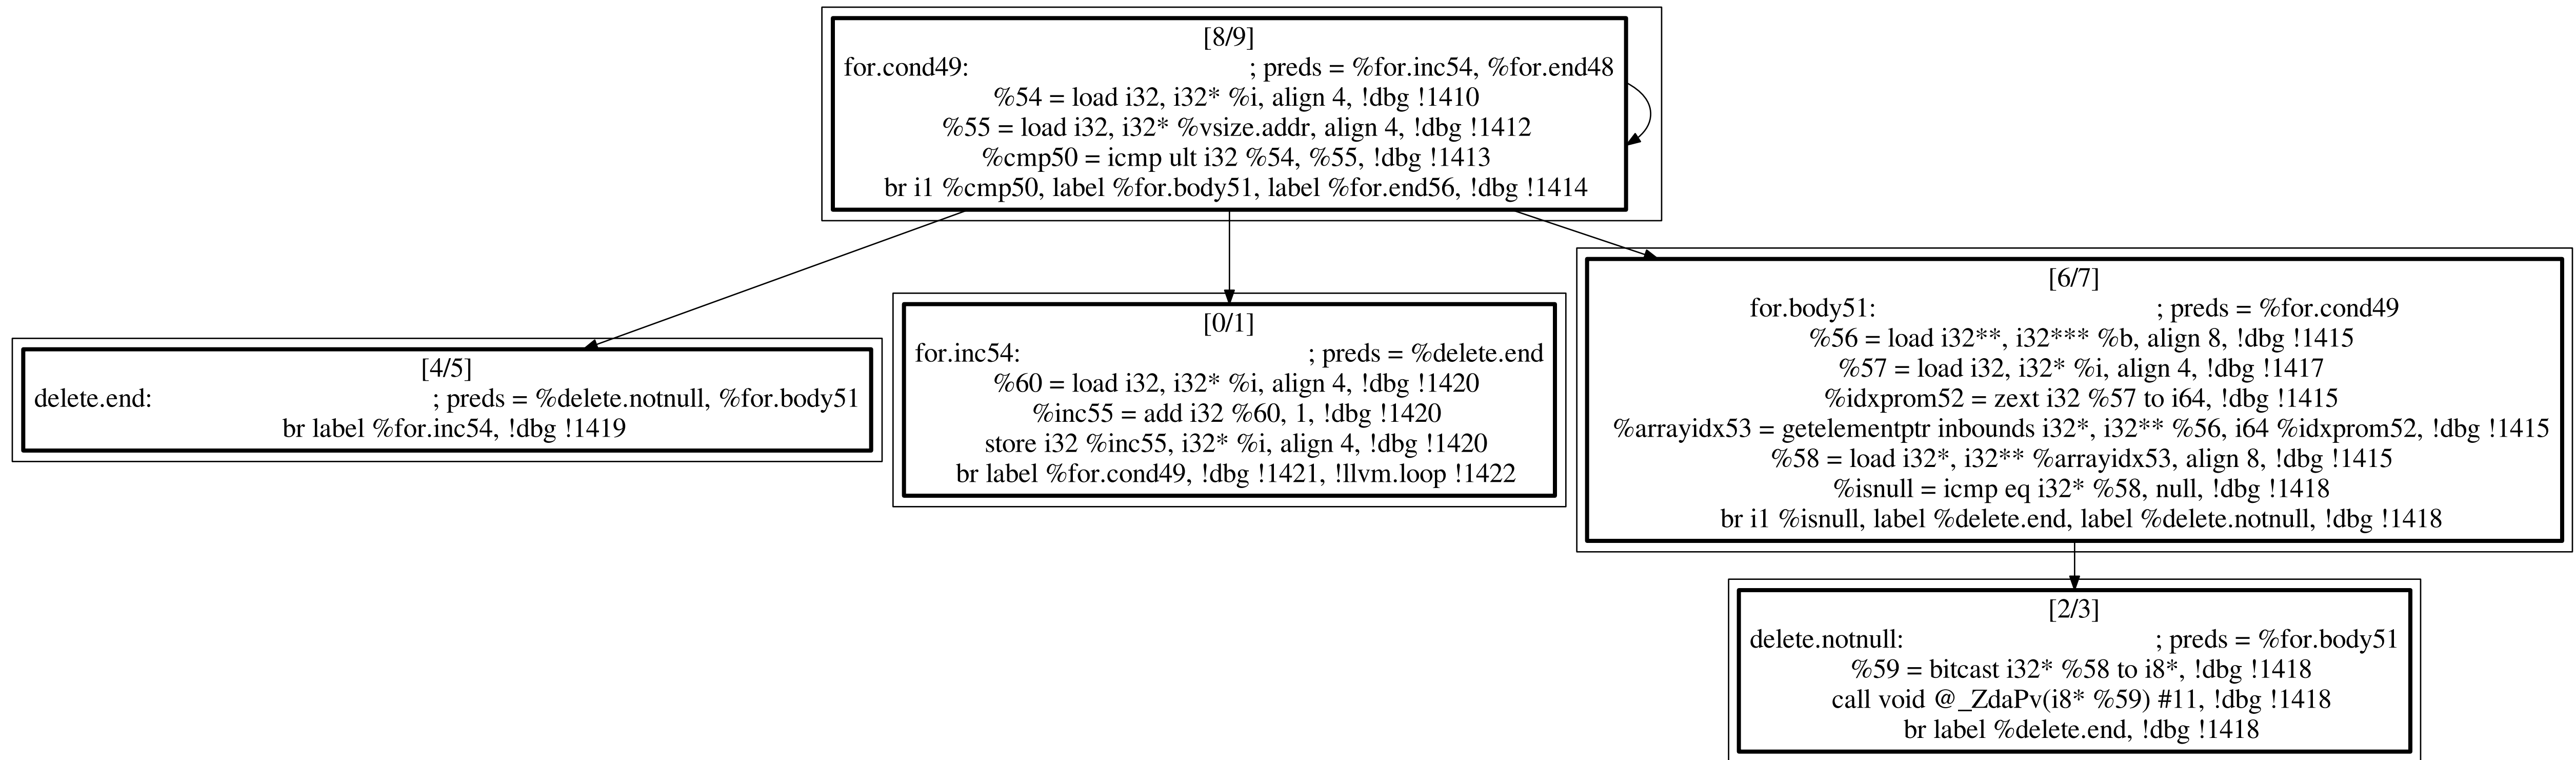 [8/9]
for.cond49: ; preds = %for.inc54, %for.end48
%54 = load i32, i32* %i, align 4, !dbg !1410
%55 = load i32, i32* %vsize.addr, align 4, !dbg !1412
%cmp50 = icmp ult i32 %54, %55, !dbg !1413
br i1 %cmp50, label %for.body51, label %for.end56, !dbg !1414
[4/5]
delete.end: ; preds = %delete.notnull, %for.body51
br label %for.inc54, !dbg !1419
[0/1]
for.inc54: ; preds = %delete.end
%60 = load i32, i32* %i, align 4, !dbg !1420
%inc55 = add i32 %60, 1, !dbg !1420
store i32 %inc55, i32* %i, align 4, !dbg !1420
br label %for.cond49, !dbg !1421, !llvm.loop !1422
[6/7]
for.body51: ; preds = %for.cond49
%56 = load i32**, i32*** %b, align 8, !dbg !1415
%57 = load i32, i32* %i, align 4, !dbg !1417
%idxprom52 = zext i32 %57 to i64, !dbg !1415
%arrayidx53 = getelementptr inbounds i32*, i32** %56, i64 %idxprom52, !dbg !1415
%58 = load i32*, i32** %arrayidx53, align 8, !dbg !1415
%isnull = icmp eq i32* %58, null, !dbg !1418
br i1 %isnull, label %delete.end, label %delete.notnull, !dbg !1418
[2/3]
delete.notnull: ; preds = %for.body51
%59 = bitcast i32* %58 to i8*, !dbg !1418
call void @_ZdaPv(i8* %59) #11, !dbg !1418
br label %delete.end, !dbg !1418